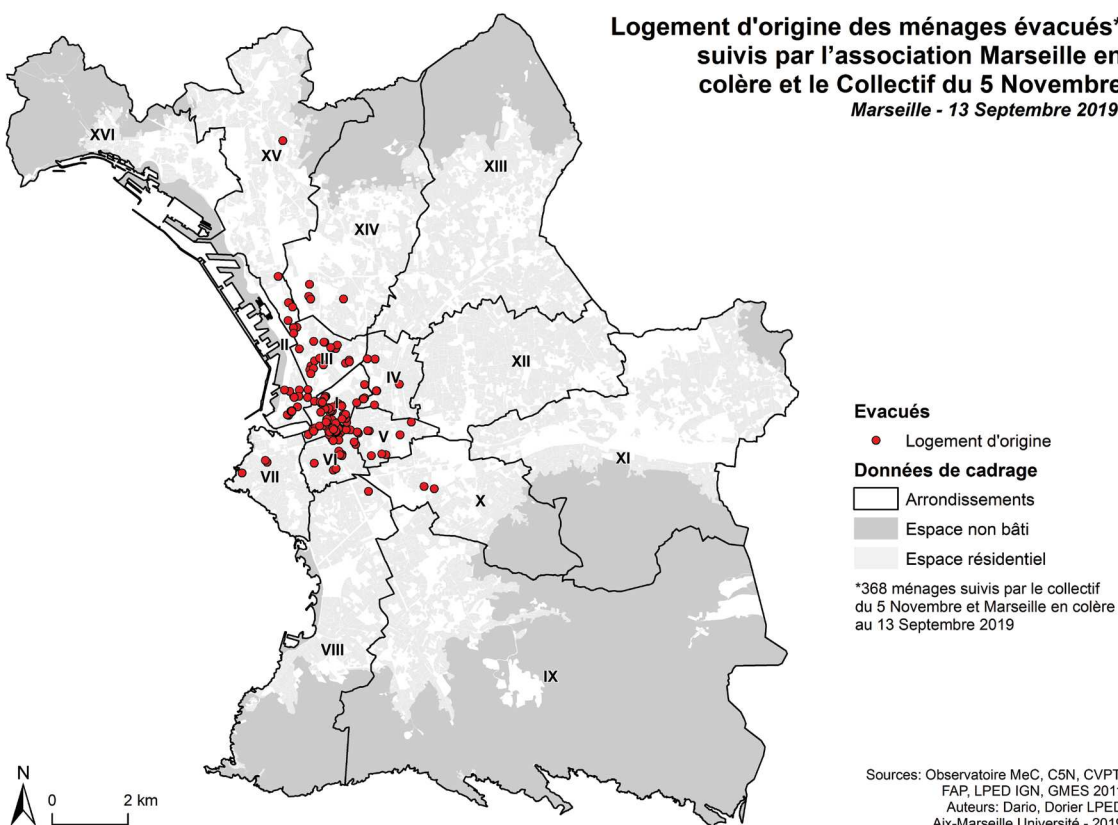 Logement d'origine des ménages évacués*
suivis par l'association Marseille en
colère et le Collectif du 5 Novembre
Marseille - 13 Septembre 2019
XVI
XV
XIII
XIV
II
III
XII
IV
I
V
VI
XI
VII
X
VIII
IX
Evacués
Logement d'origine
Données de cadrage
Arrondissements
Espace non bâti
Espace résidentiel
*368 ménages suivis par le collectif
du 5 Novembre et Marseille en colère
au 13 Septembre 2019
N
0 2 km
Sources: Observatoire MeC, C5N, CVPT
FAP, LPED IGN, GMES
Auteurs: Dario, Dorier LPED
Aix-Marseille Université - 2019